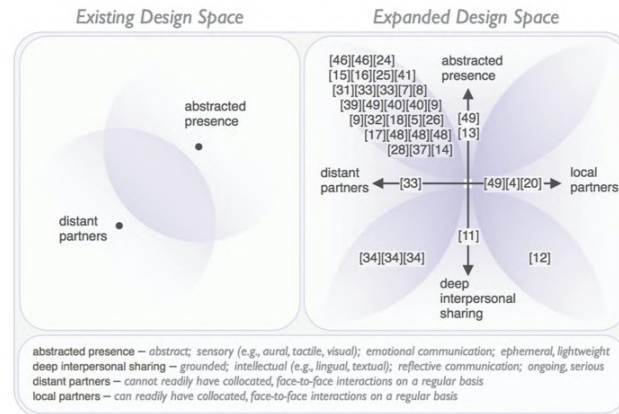 Existing Design Space
Expanded Design Space
abstracted
presence
distant
partners
[46][46][24]
[15][16][25][41]
[31][33][33][7][8]
[39][49][40][40][9]
[9][32][18][5][26]
[17][48][48][48]
[28][37][14]
abstracted
presence
[49]
[13]
distant
partners
[33]
[49][4][20]
local
partners
[11]
[34][34][34]
[12]
deep
interpersonal
sharing
abstracted presence — abstract; sensory (e.g., aural, tactile, visual); emotional communication; ephemeral, lightweight
deep interpersonal sharing — grounded; intellectual (e.g., lingual, textual); reflective communication; ongoing, serious
distant partners — cannot readily have collocated, face-to-face interactions on a regular basis
local partners — can readily have collocated, face-to-face interactions on a regular basis